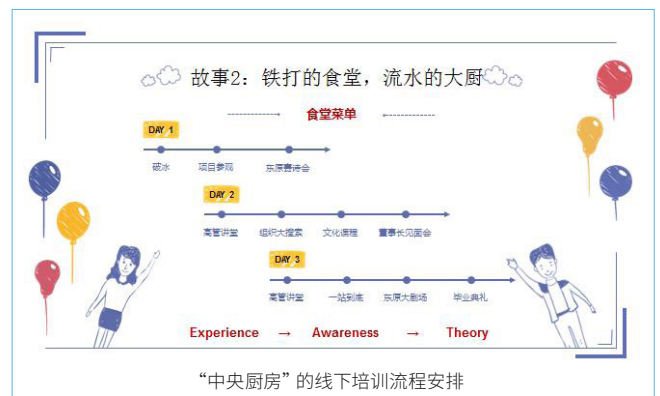 故事2：铁打的食堂，流水的大厨
食堂菜单
DAY 1
破冰 项目参观 东原赛诗会
DAY 2
高管讲堂 组织大搜索 文化课程 董事长见面会
DAY 3
高管讲堂 一站到底 东原大剧场 毕业典礼
Experience → Awareness → Theory
“中央厨房”的线下培训流程安排